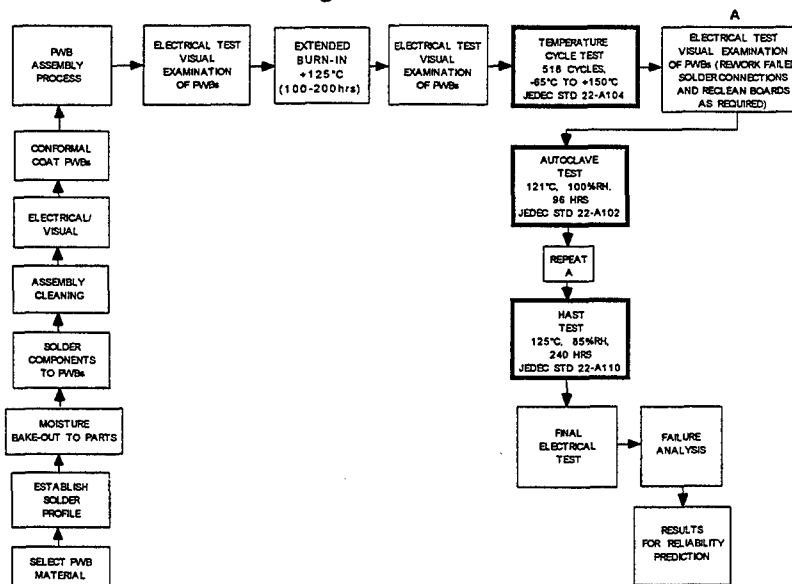 A
PWB
ASSEMBLY
PROCESS
ELECTRICAL TEST
VISUAL
EXAMINATION
OF PWBs
EXTENDED
BURN-IN
+125°C
(100-200hrs)
ELECTRICAL TEST
VISUAL
EXAMINATION
OF PWBs
TEMPERATURE
CYCLE TEST
518 CYCLES,
-65°C TO +150°C
JEDEC STD 22-A104
ELECTRICAL TEST
VISUAL EXAMINATION
OF PWBs (REWORK FAILED
SOLDER CONNECTIONS
AND RECLEAN BOARDS
AS REQUIRED)
CONFORMAL
COAT PWBs
ELECTRICAL/
VISUAL
ASSEMBLY
CLEANING
SOLDER
COMPONENTS
TO PWBs
MOISTURE
BAKE-OUT TO PARTS
ESTABLISH
SOLDER
PROFILE
SELECT PWB
MATERIAL
AUTOCLAVE
TEST
121°C, 100%RH,
96 HRS
JEDEC STD 22-A102
REPEAT
A
HAST
TEST
125°C, 85%RH,
240 HRS
JEDEC STD 22-A110
FINAL
ELECTRICAL
TEST
FAILURE
ANALYSIS
RESULTS
FOR RELIABILITY
PREDICTION